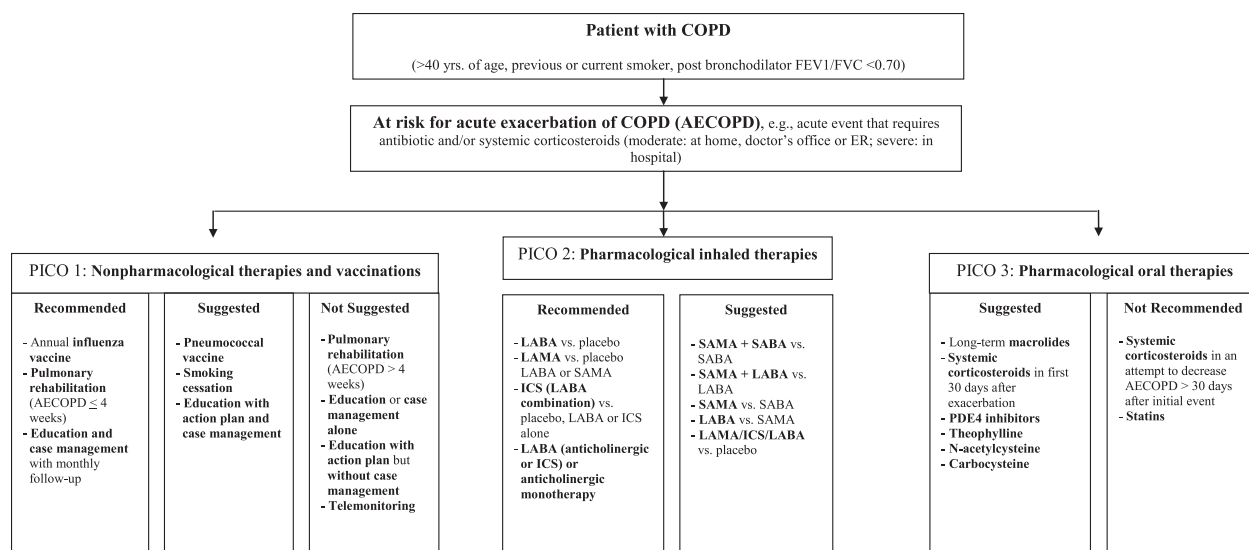 Patient with COPD
(>40 yrs. of age, previous or current smoker, post bronchodilator FEV1/FVC <0.70)
At risk for acute exacerbation of COPD (AECOPD), e.g., acute event that requires
antibiotic and/or systemic corticosteroids (moderate: at home, doctor's office or ER; severe: in
hospital)
PICO 1: Nonpharmacological therapies and vaccinations
Recommended
- Annual influenza
vaccine
- Pulmonary
rehabilitation
(AECOPD ≤ 4
weeks)
- Education and
case management
with monthly
follow-up
Suggested
- Pneumococcal
vaccine
- Smoking
cessation
- Education with
action plan and
case management
Not Suggested
- Pulmonary
rehabilitation
(AECOPD > 4
weeks)
- Education or case
management
alone
- Education with
action plan but
without case
management
- Telemonitoring
PICO 2: Pharmacological inhaled therapies
Recommended
- LABA vs. placebo
- LAMA vs. placebo
LABA or SAMA
- ICS (LABA
combination) vs.
placebo, LABA or ICS
alone
- LABA (anticholinergic
or ICS) or
anticholinergic
monotherapy
Suggested
- SAMA + SABA vs.
SABA
- SAMA + LABA vs.
LABA
- SAMA vs. SABA
- LABA vs. SAMA
- LAMA/ICS/LABA
vs. placebo
PICO 3: Pharmacological oral therapies
Suggested
- Long-term macrolides
- Systemic
corticosteroids in first
30 days after
exacerbation
- PDE4 inhibitors
- Theophylline
- N-acetylcysteine
- Carbocysteine
Not Recommended
- Systemic
corticosteroids in an
attempt to decrease
AECOPD > 30 days
after initial event
- Statins